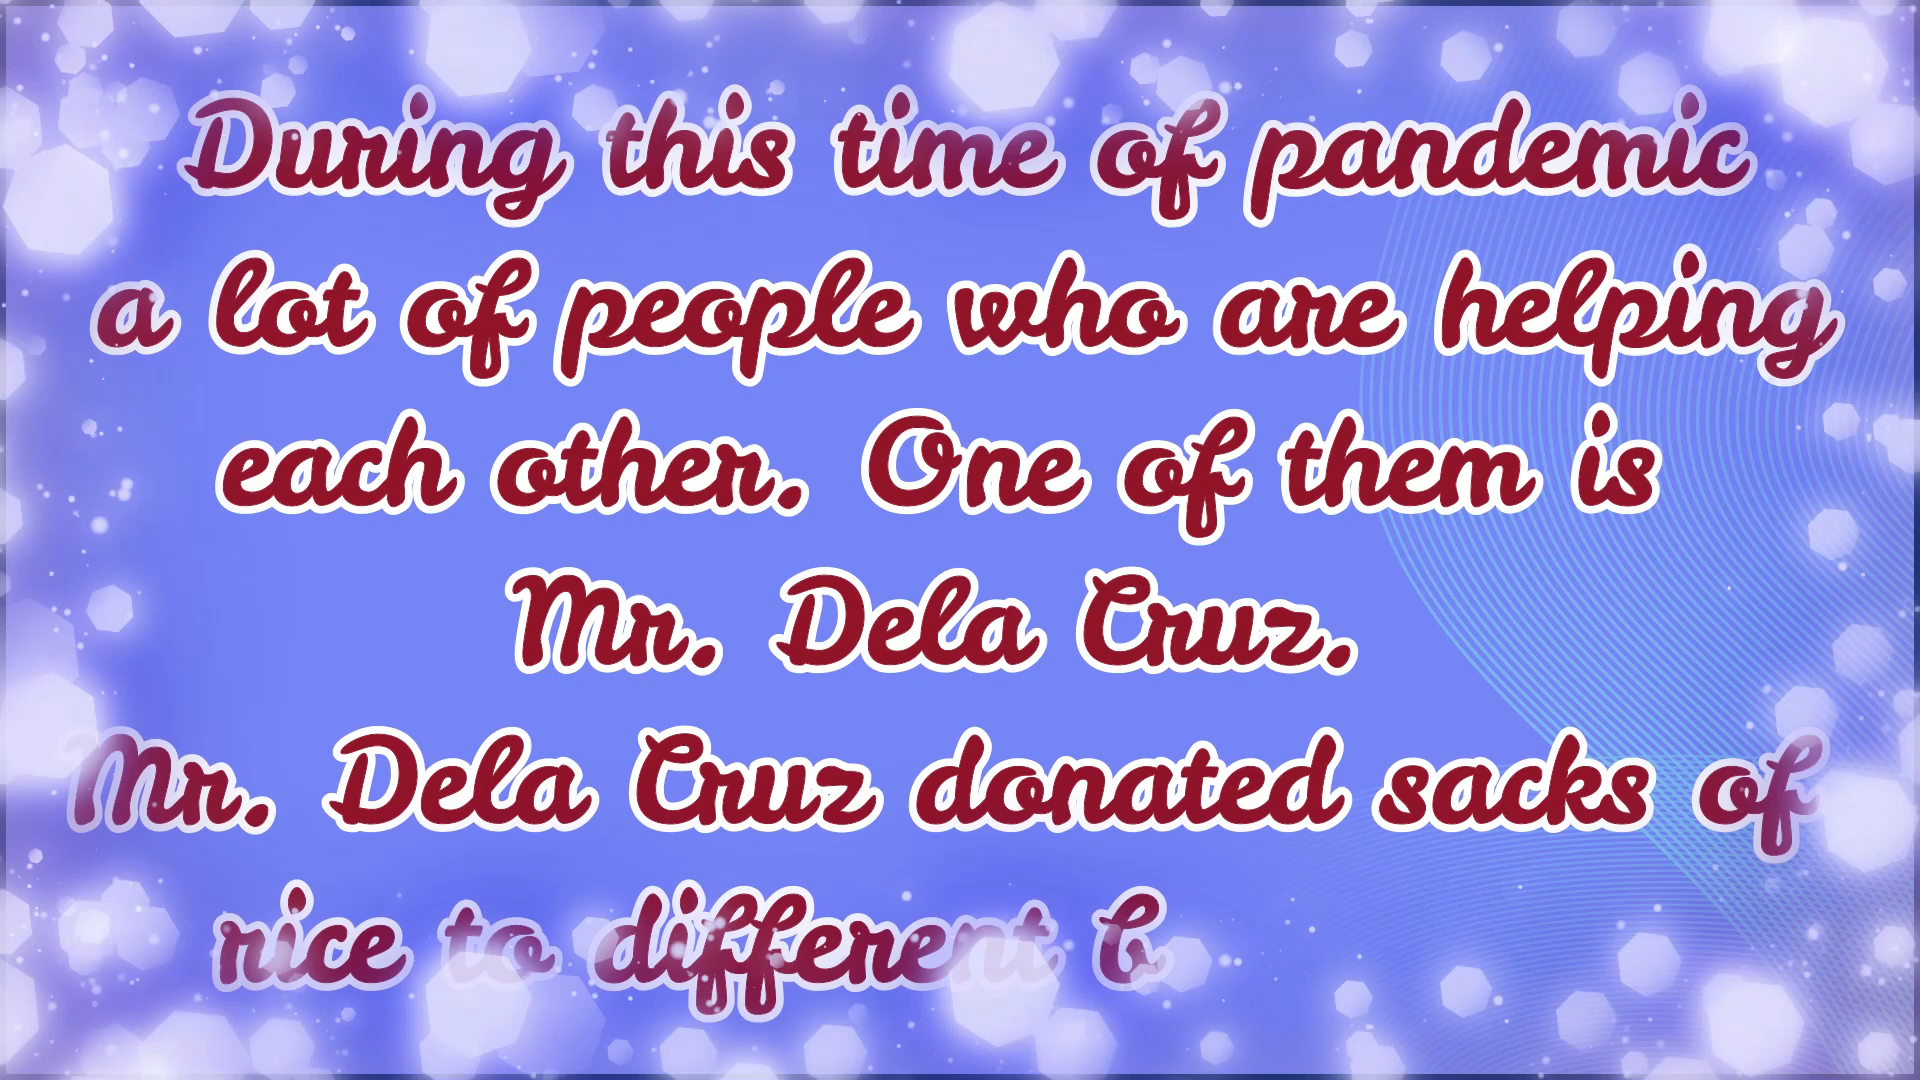 During this time of pandemic
a lot of people who are helping
each other. One of them is
Mr. Dela Cruz.
Mr. Dela Cruz donated sacks of
rice to different b